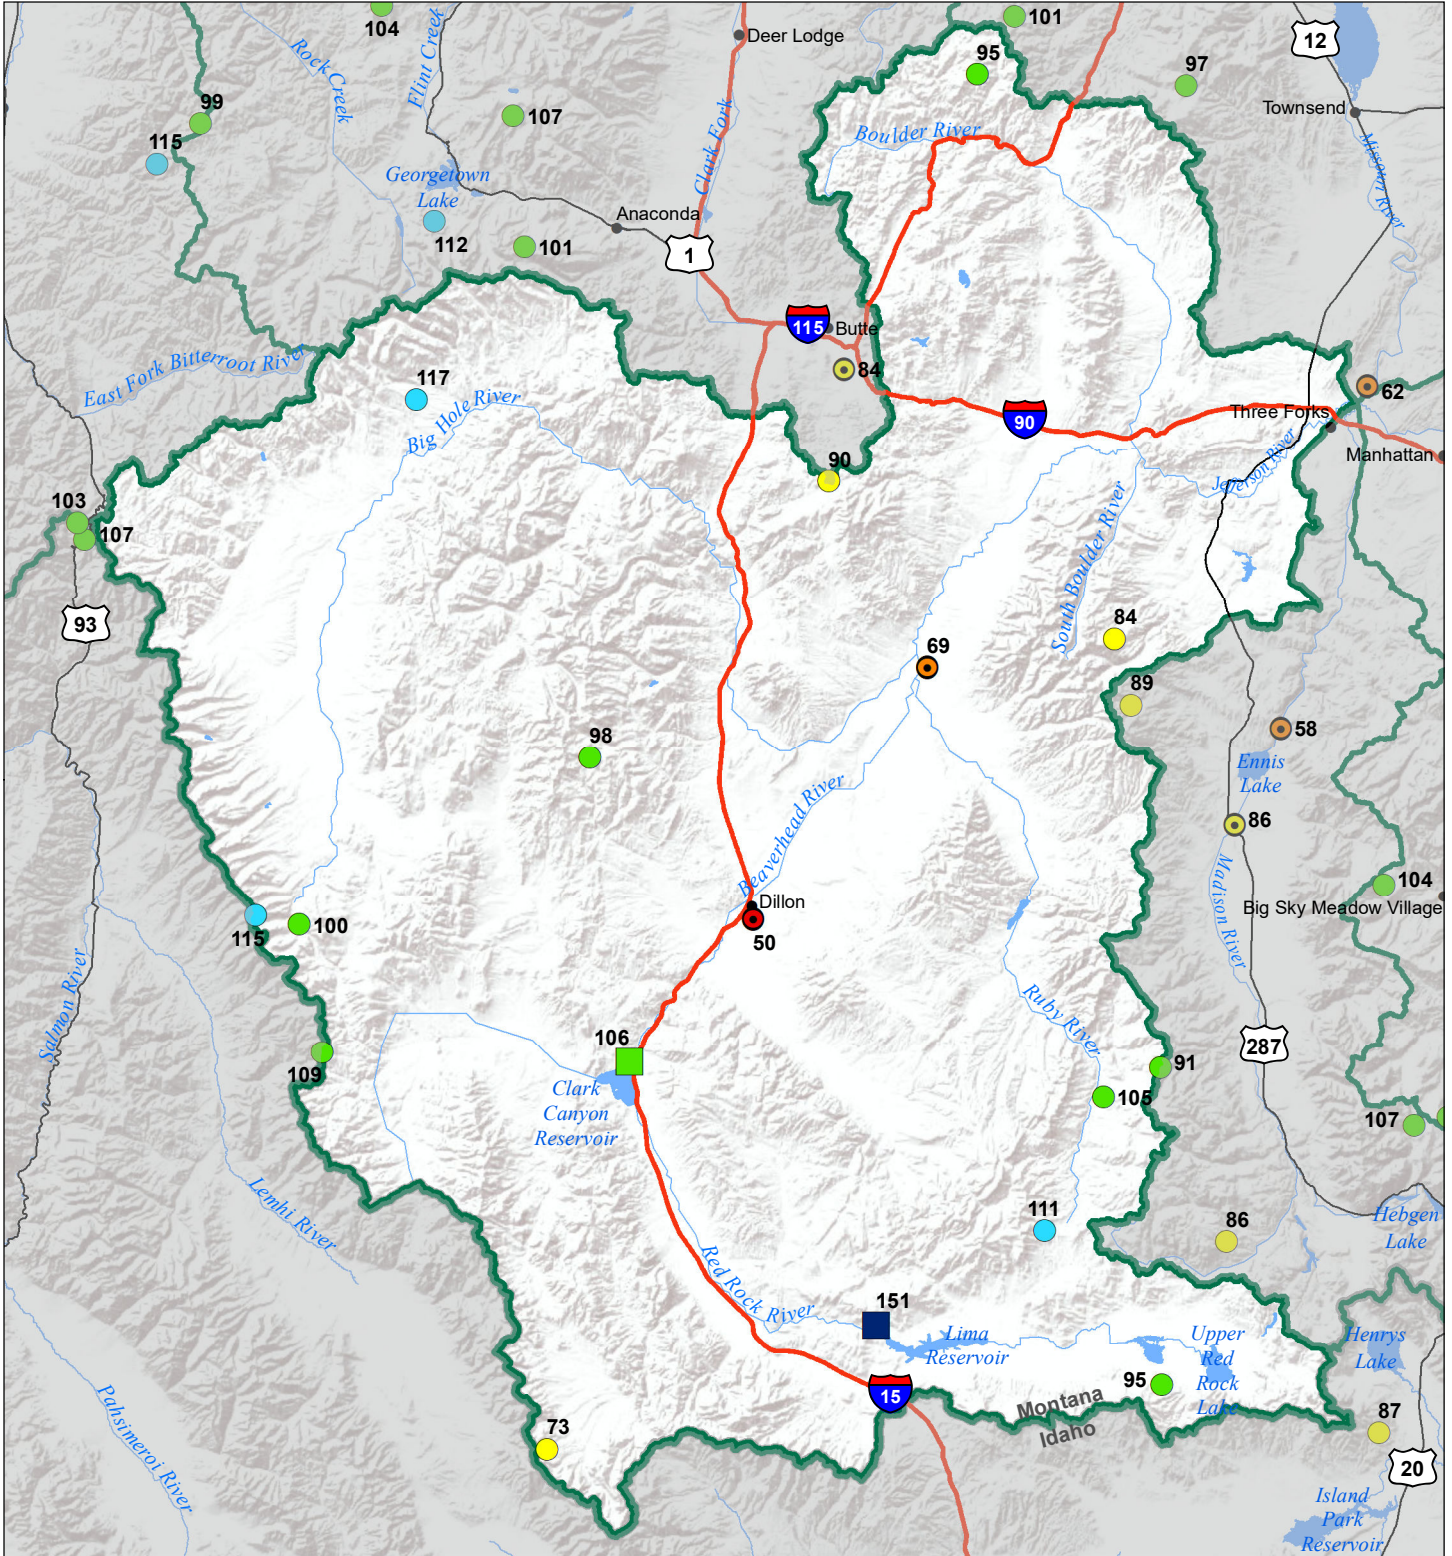 104
101
Deer Lodge
12
95
97
Rock Creek
Flint Creek
99
107
Clark Fork
Townsend
115
Boulder River
Missouri River
Georgetown
Lake
Anaconda
112
101
1
115
Butte
East Fork Bitterroot River
84
117
62
Big Hole River
90
Three Forks
90
Jefferson River
Manhattan
103
107
South Boulder River
93
84
69
89
98
58
Ennis
Lake
Beaverhead River
86
Madison River
104
Dillon
Big Sky Meadow Village
115
100
50
Salmon River
Ruby River
106
287
109
91
Clark
Canyon
Reservoir
105
107
Lemhi River
111
86
Hebgen
Lake
Red Rock River
151
Lima
Reservoir
Upper
Red
Rock
Lake
Henrys
Lake
95
15
Montana
Idaho
Pahsimeroi River
73
87
20
Island
Park
Reservoir